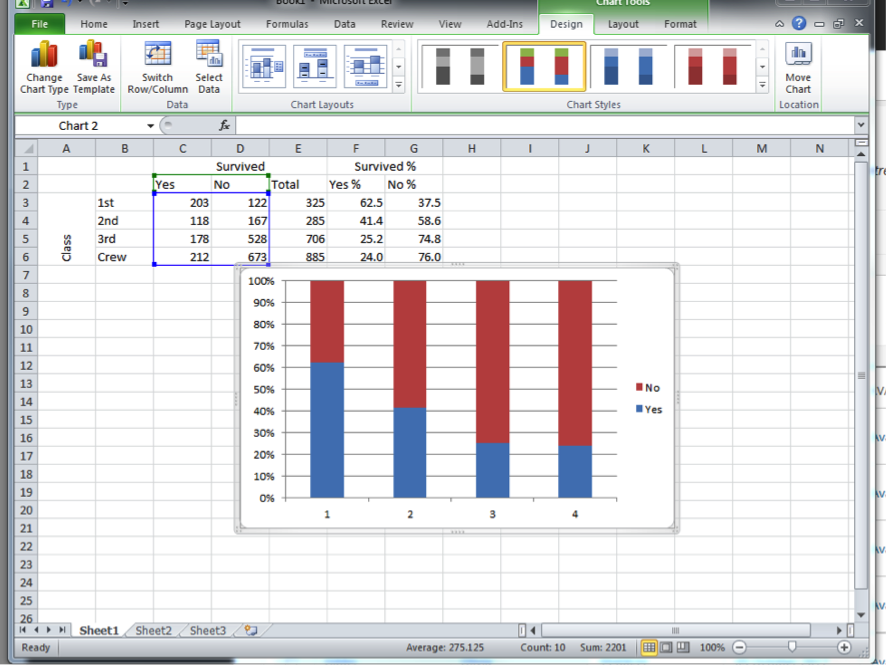 Book1 - Microsoft Excel
Chart Tools
File Home Insert Page Layout Formulas Data Review View Add-Ins Design Layout Format
Change Chart Type
Save As Template
Switch Row/Column
Select Data
Move Chart
Type Data Chart Layouts Chart Styles Location
Chart 2 fx
A B C D E F G H I J K L M N
1 Survived Survived %
2 Yes No Total Yes % No %
3 1st 203 122 325 62.5 37.5
4 2nd 118 167 285 41.4 58.6
5 3rd 178 528 706 25.2 74.8
6 Crew 212 673 885 24.0 76.0
Class
7
8
9
10
11
12
13
14
15
16
17
18
19
20
21
22
23
24
25
26
100%
90%
80%
70%
60%
50%
40%
30%
20%
10%
0%
1 2 3 4
No
Yes
Sheet1 Sheet2 Sheet3
Ready Average: 275.125 Count: 10 Sum: 2201 100%